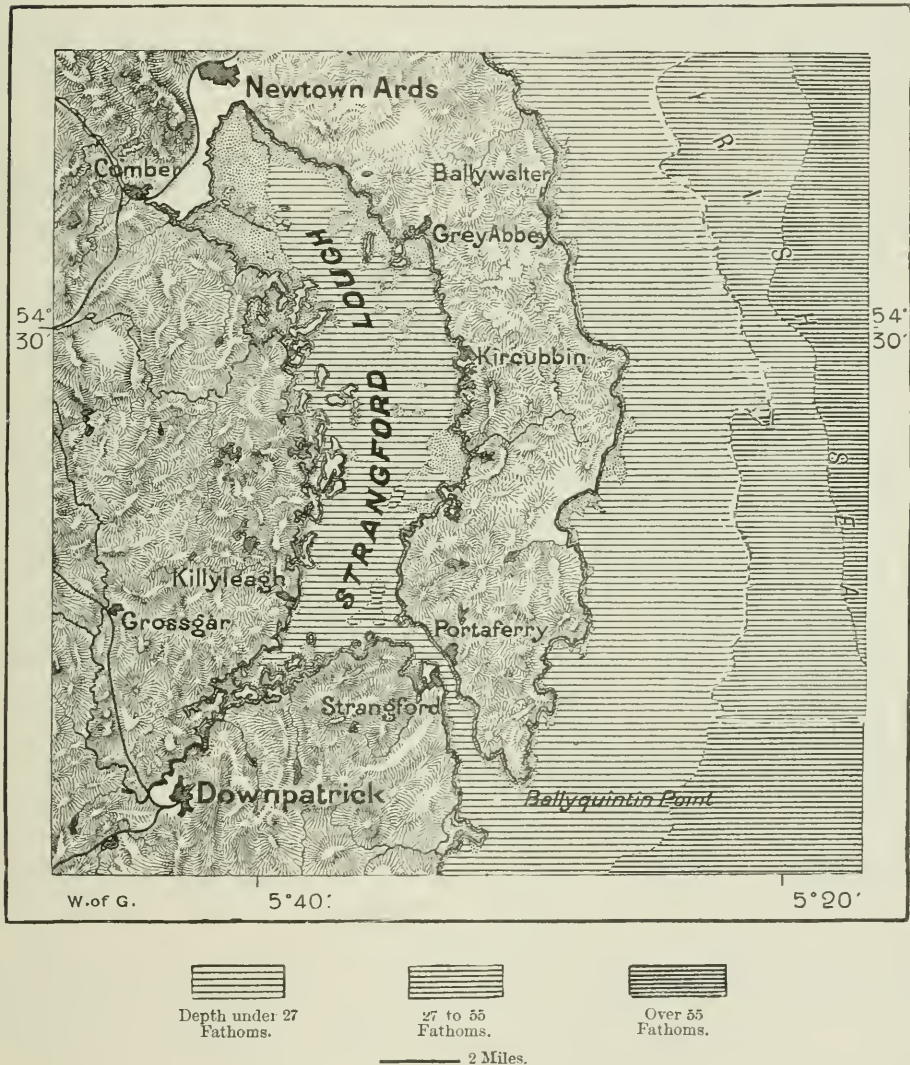 Newtown Ards
Comber
Ballywalter
Grey Abbey
IRISH SEA
54°
30′
54°
30′
STRANGFORD LOUGH
Kircubbin
Killyleagh
Grossgar
Portaferry
Strangford
Downpatrick
Ballyquintin Point
W. of G.
5°40′
5°20′
Depth under 27
Fathoms.
27 to 55
Fathoms.
Over 55
Fathoms.
2 Miles.